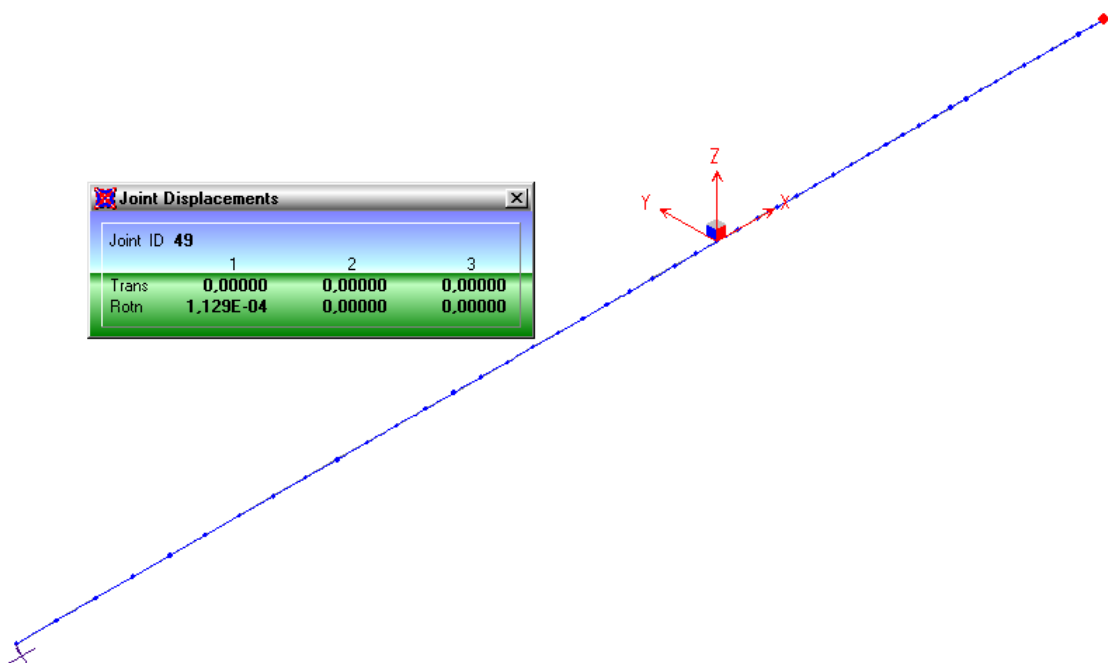 Z
Y
X
Joint Displacements
Joint ID 49
1 2 3
Trans 0,00000 0,00000 0,00000
Rotn 1,129E-04 0,00000 0,00000